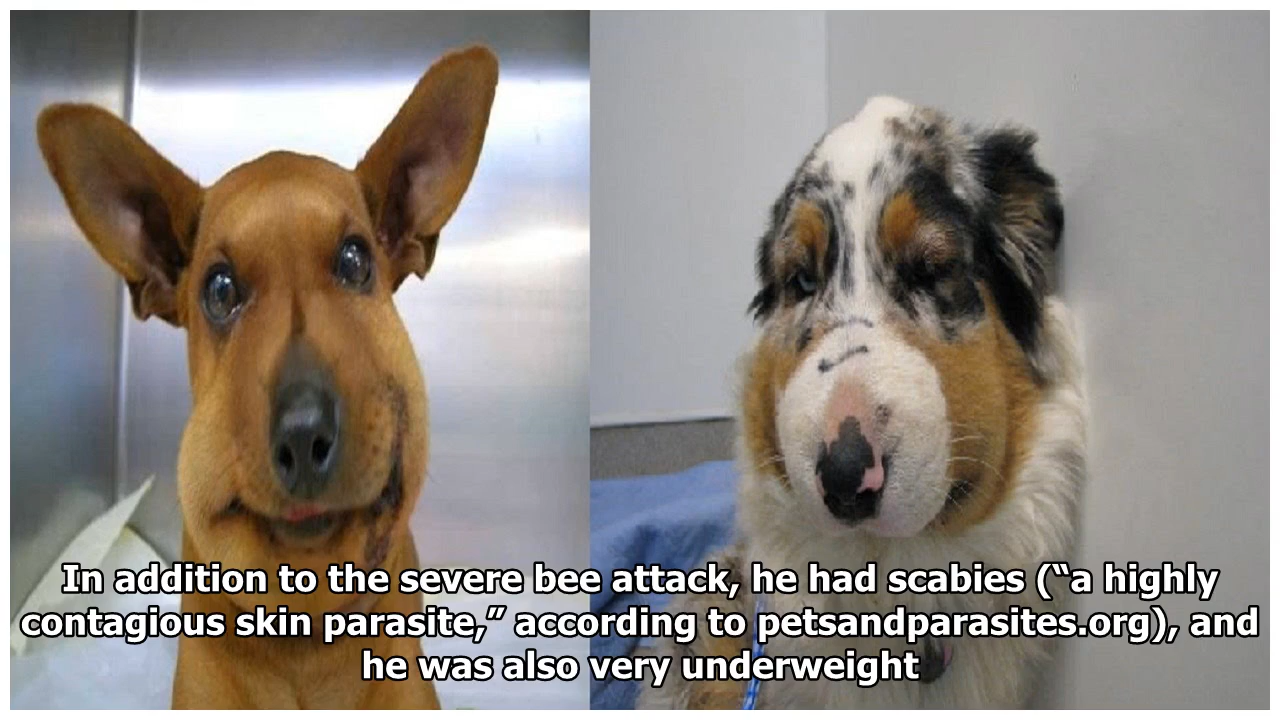 In addition to the severe bee attack, he had scabies (“a highly
contagious skin parasite,” according to petsandparasites.org), and
he was also very underweight